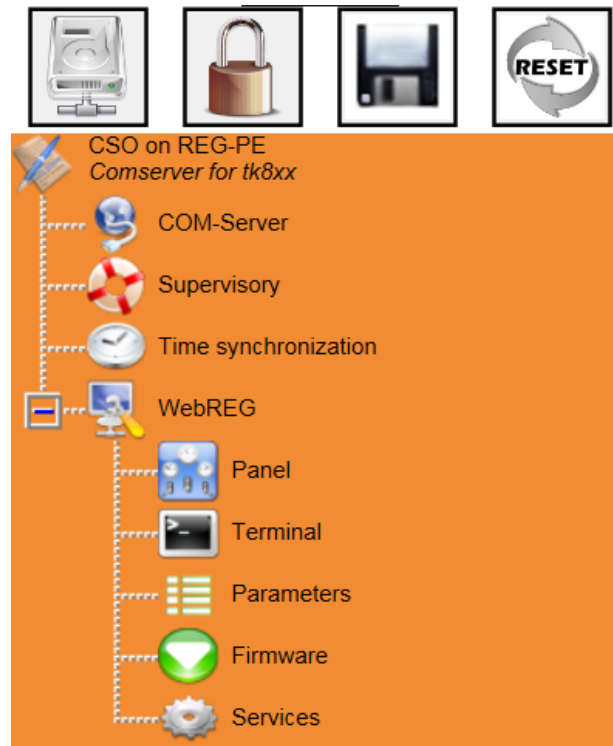 RESET
CSO on REG-PE
Comserver for tk8xx
COM-Server
Supervisory
Time synchronization
WebREG
Panel
>_
Terminal
Parameters
Firmware
Services